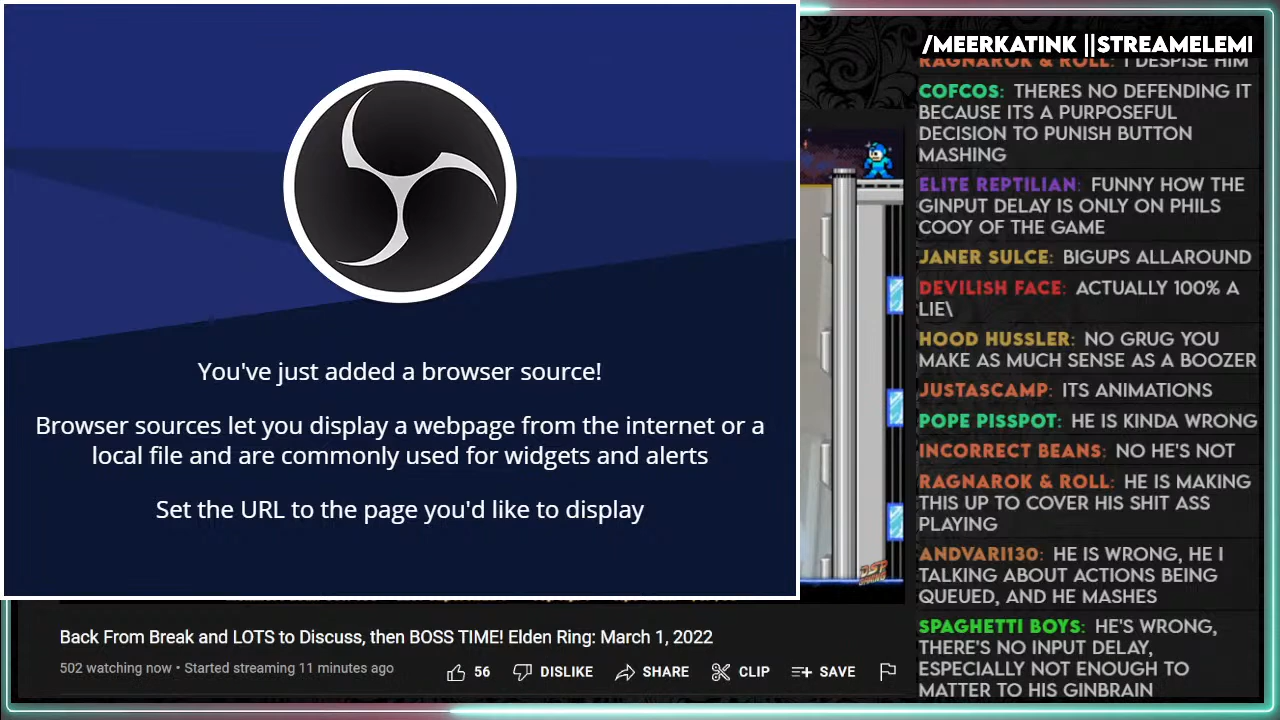 You've just added a browser source!
Browser sources let you display a webpage from the internet or a
local file and are commonly used for widgets and alerts
Set the URL to the page you'd like to display
DSP
GAMING
Back From Break and LOTS to Discuss, then BOSS TIME! Elden Ring: March 1, 2022
502 watching now • Started streaming 11 minutes ago
56 DISLIKE SHARE CLIP SAVE
/MEERKATINK ||STREAMELEMI
RAGNAROK & ROLL: I DESPISE HIM
COFCOS: THERES NO DEFENDING IT
BECAUSE ITS A PURPOSEFUL
DECISION TO PUNISH BUTTON
MASHING
ELITE REPTILIAN: FUNNY HOW THE
GINPUT DELAY IS ONLY ON PHILS
COOY OF THE GAME
JANER SULCE: BIGUPS ALLAROUND
DEVILISH FACE: ACTUALLY 100% A
LIE\
HOOD HUSSLER: NO GRUG YOU
MAKE AS MUCH SENSE AS A BOOZER
JUSTASCAMP: ITS ANIMATIONS
POPE PISSPOT: HE IS KINDA WRONG
INCORRECT BEANS: NO HE'S NOT
RAGNAROK & ROLL: HE IS MAKING
THIS UP TO COVER HIS SHIT ASS
PLAYING
ANDVARI130: HE IS WRONG, HE I
TALKING ABOUT ACTIONS BEING
QUEUED, AND HE MASHES
SPAGHETTI BOYS: HE'S WRONG,
THERE'S NO INPUT DELAY,
ESPECIALLY NOT ENOUGH TO
MATTER TO HIS GINBRAIN